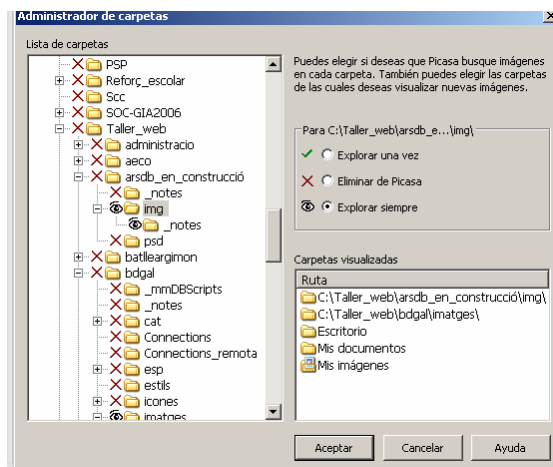 Administrador de carpetas
Lista de carpetas
PSP
Reforç_escolar
Scc
SOC-GIA2006
Taller_web
administracio
aeco
arsdb_en_construcció
_notes
img
_notes
psd
batlleargimon
bdgal
_mmDBScripts
_notes
cat
Connections
Connections_remota
esp
estils
icones
imatges
Puedes elegir si deseas que Picasa busque imágenes
en cada carpeta. También puedes elegir las carpetas
de las cuales deseas visualizar nuevas imágenes.
Para C:\Taller_web\arsdb_e...\img\
Explorar una vez
Eliminar de Picasa
Explorar siempre
Carpetas visualizadas
Ruta
C:\Taller_web\arsdb_en_construcció\img\
C:\Taller_web\bdgal\imatges\
Escritorio
Mis documentos
Mis imágenes
Aceptar
Cancelar
Ayuda